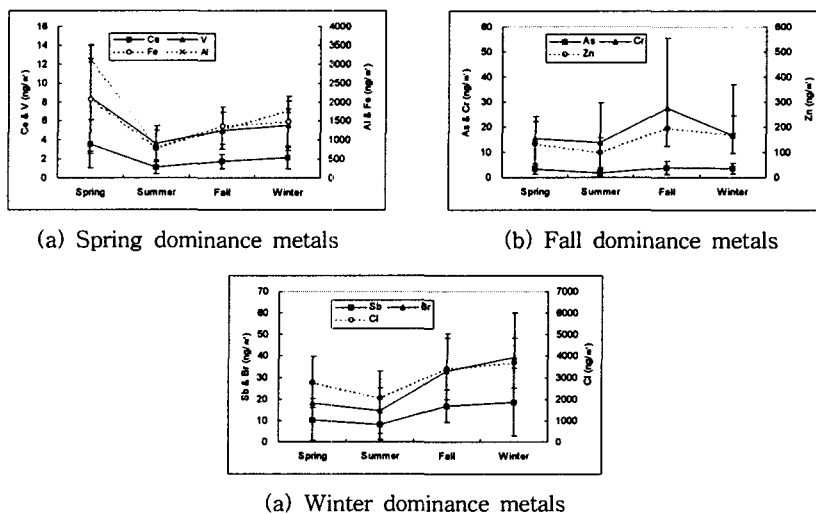 Ce V
Fe Al
Ce & V (ng/㎥)
16
14
12
10
8
6
4
2
0
Al & Fe (ng/㎥)
4000
3500
3000
2500
2000
1500
1000
500
0
Spring Summer Fall Winter
(a) Spring dominance metals
As Cr
Zn
As & Cr (ng/㎥)
60
50
40
30
20
10
0
Zn (ng/㎥)
600
500
400
300
200
100
0
Spring Summer Fall Winter
(b) Fall dominance metals
Sb Br
Cl
Sb & Br (ng/㎥)
70
60
50
40
30
20
10
0
Cl (ng/㎥)
7000
6000
5000
4000
3000
2000
1000
0
Spring Summer Fall Winter
(a) Winter dominance metals